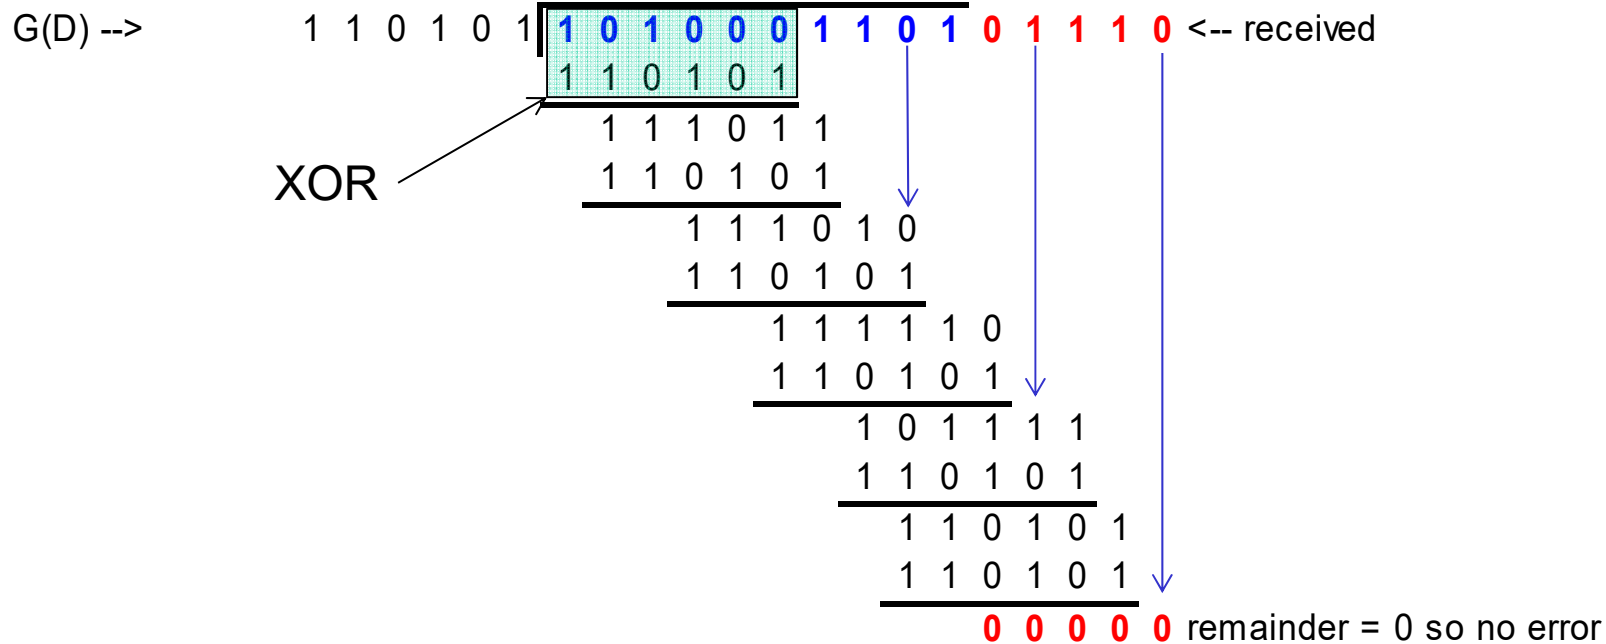 G(D) --> 1 1 0 1 0 1 1 0 1 0 0 0 1 1 0 1 0 1 1 1 0 <-- received
1 1 0 1 0 1
1 1 1 0 1 1
XOR 1 1 0 1 0 1
1 1 1 0 1 0
1 1 0 1 0 1
1 1 1 1 1 0
1 1 0 1 0 1
1 0 1 1 1 1
1 1 0 1 0 1
1 1 0 1 0 1
1 1 0 1 0 1
0 0 0 0 0 remainder = 0 so no error